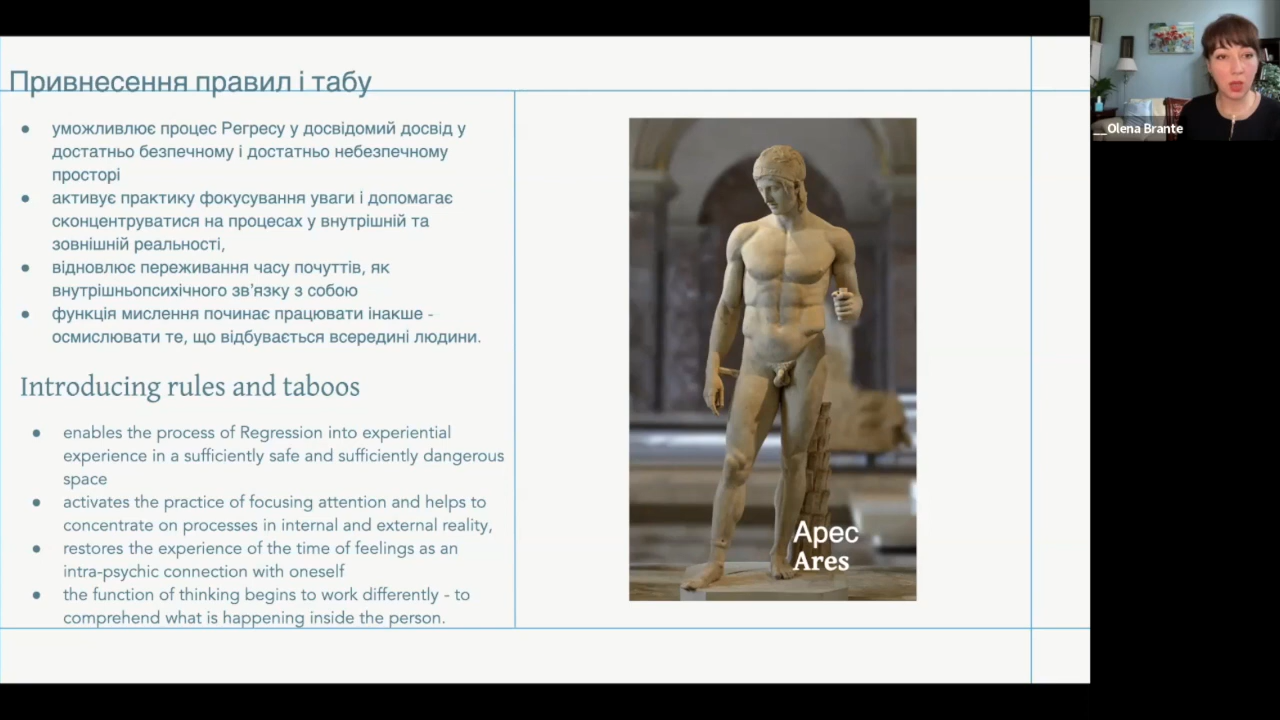 Привнесення правил і табу
● уможливлює процес Регресу у досвідомий досвід у
достатньо безпечному і достатньо небезпечному
просторі
● активує практику фокусування уваги і допомагає
сконцентруватися на процесах у внутрішній та
зовнішній реальності,
● відновлює переживання часу почуттів, як
внутрішньопсихічного зв'язку з собою
● функція мислення починає працювати інакше -
осмислювати те, що відбувається всередині людини.
Introducing rules and taboos
● enables the process of Regression into experiential
experience in a sufficiently safe and sufficiently dangerous
space
● activates the practice of focusing attention and helps to
concentrate on processes in internal and external reality,
● restores the experience of the time of feelings as an
intra-psychic connection with oneself
● the function of thinking begins to work differently - to
comprehend what is happening inside the person.
Арес
Ares
__Olena Brante